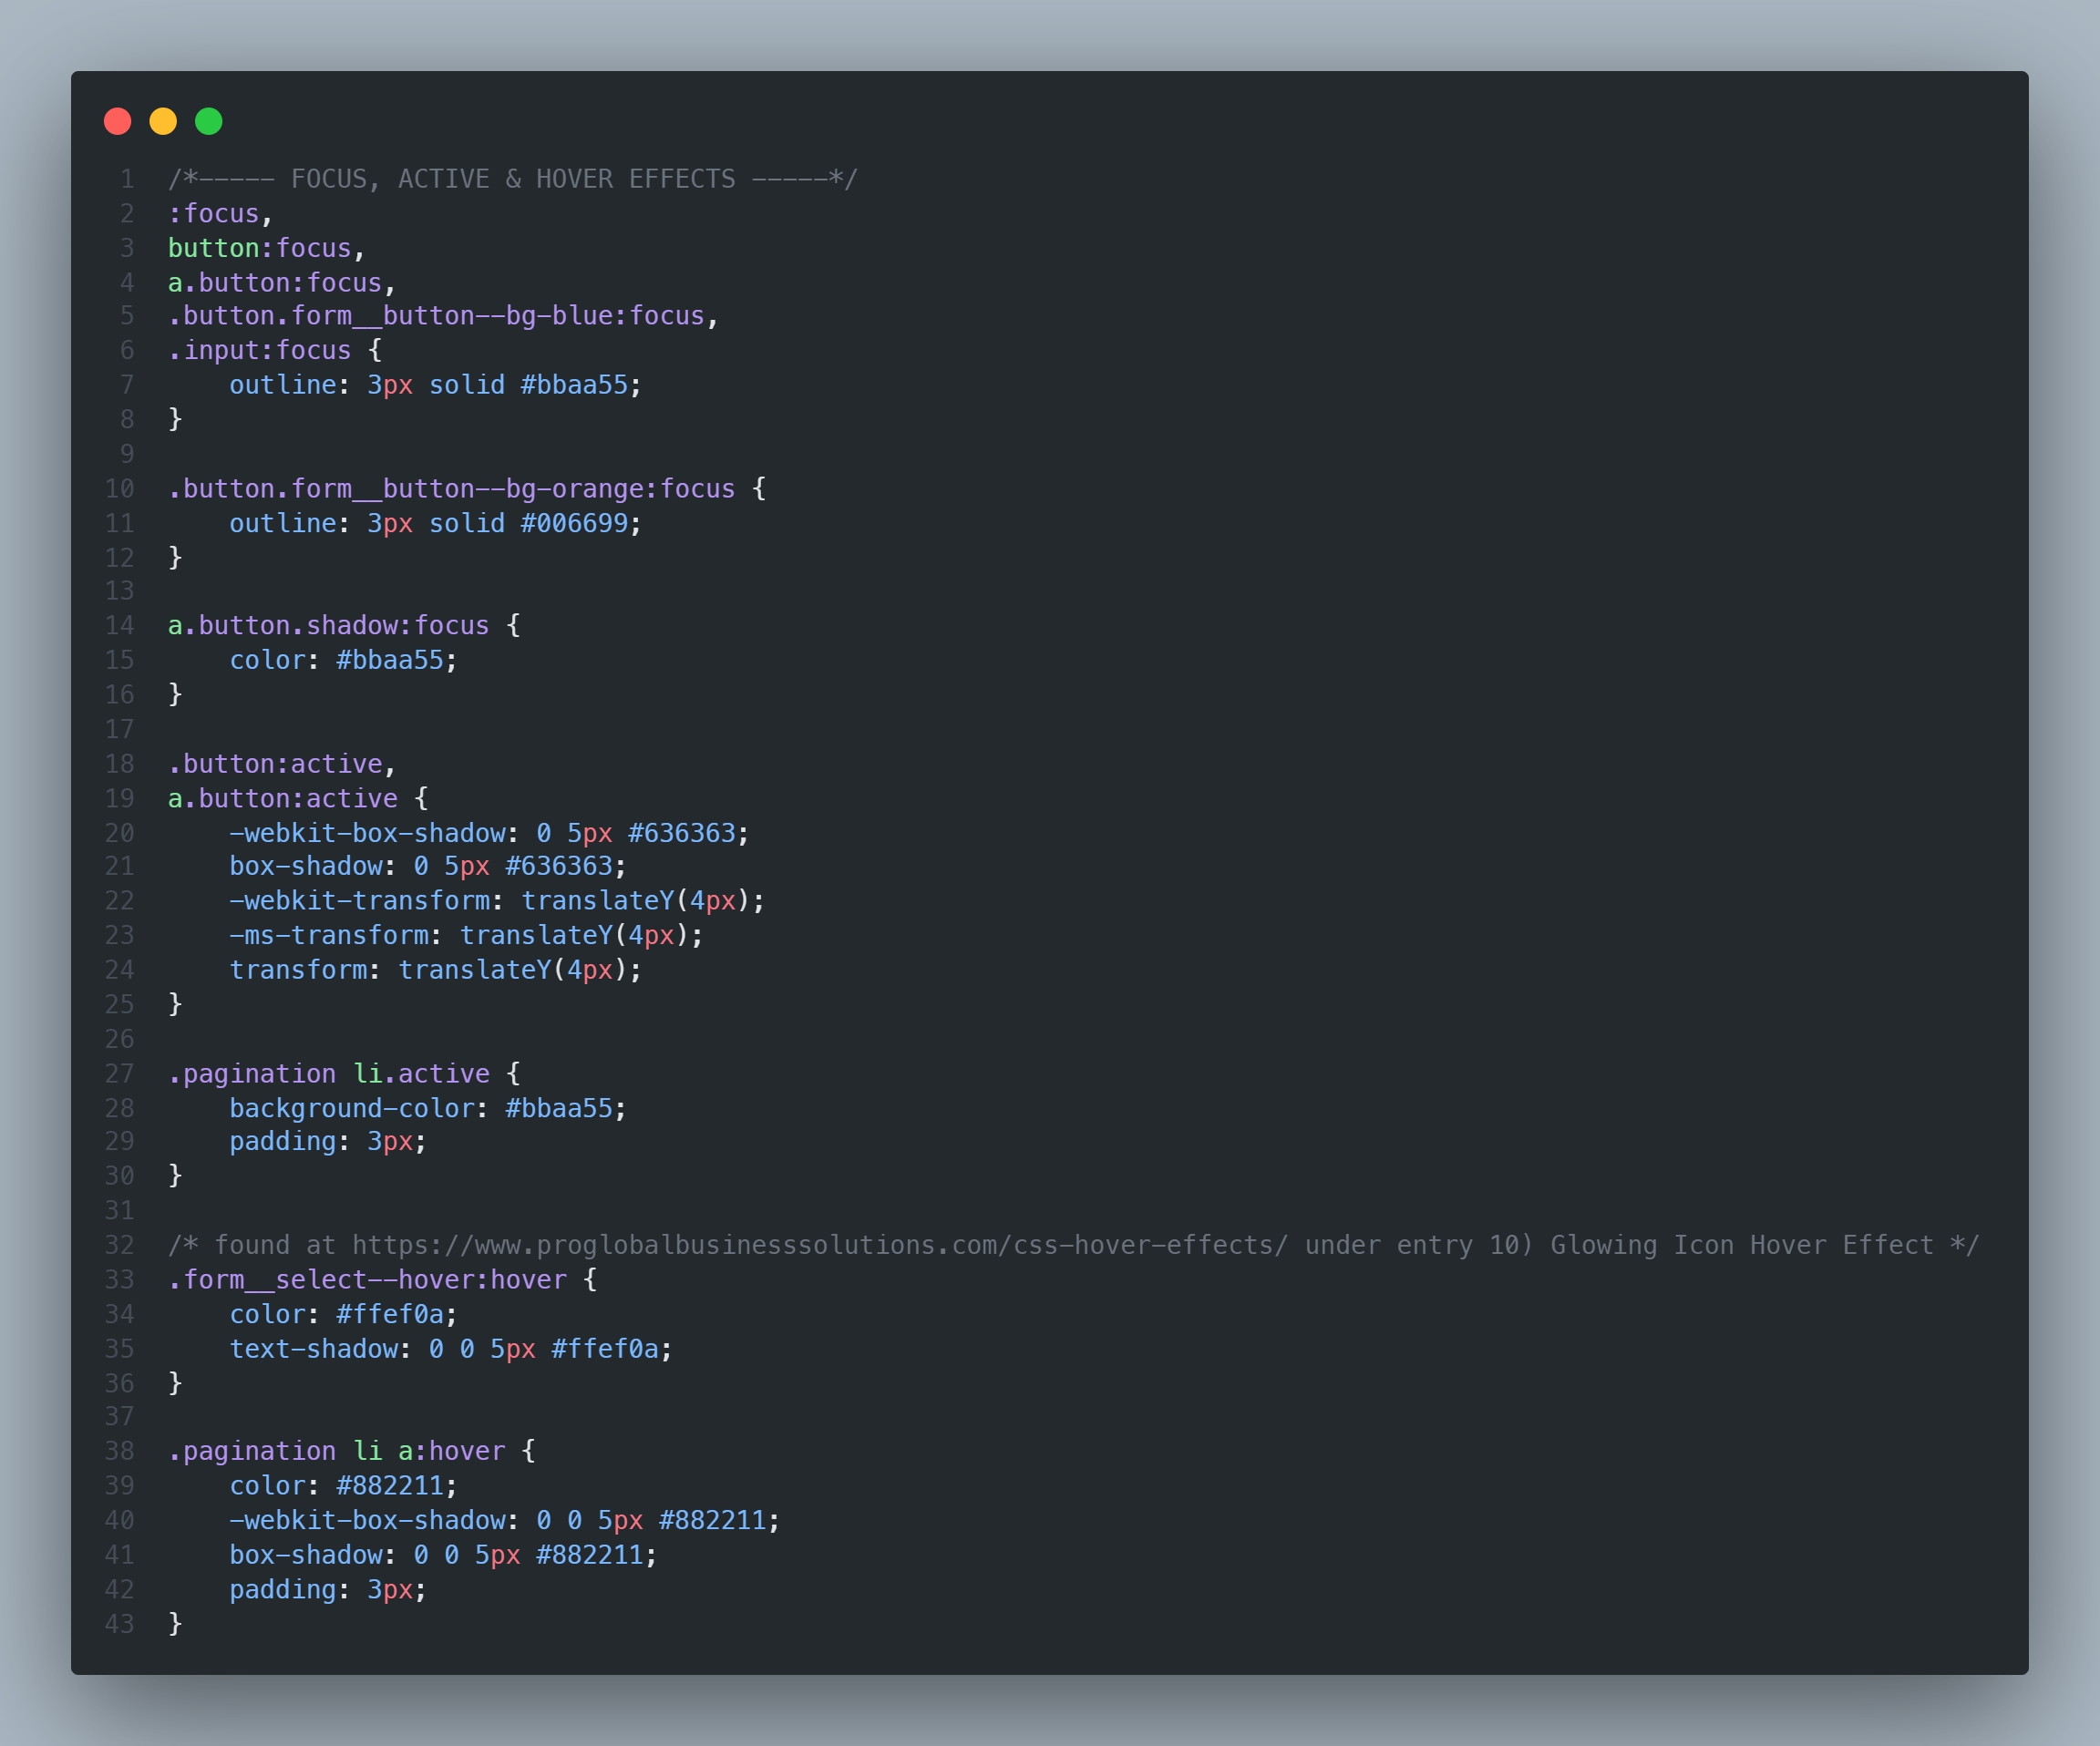 1 /*----- FOCUS, ACTIVE & HOVER EFFECTS -----*/
2 :focus,
3 button:focus,
4 a.button:focus,
5 .button.form__button--bg-blue:focus,
6 .input:focus {
7     outline: 3px solid #bbaa55;
8 }
9
10 .button.form__button--bg-orange:focus {
11     outline: 3px solid #006699;
12 }
13
14 a.button.shadow:focus {
15     color: #bbaa55;
16 }
17
18 .button:active,
19 a.button:active {
20     -webkit-box-shadow: 0 5px #636363;
21     box-shadow: 0 5px #636363;
22     -webkit-transform: translateY(4px);
23     -ms-transform: translateY(4px);
24     transform: translateY(4px);
25 }
26
27 .pagination li.active {
28     background-color: #bbaa55;
29     padding: 3px;
30 }
31
32 /* found at https://www.proglobalbusinesssolutions.com/css-hover-effects/ under entry 10) Glowing Icon Hover Effect */
33 .form__select--hover:hover {
34     color: #ffef0a;
35     text-shadow: 0 0 5px #ffef0a;
36 }
37
38 .pagination li a:hover {
39     color: #882211;
40     -webkit-box-shadow: 0 0 5px #882211;
41     box-shadow: 0 0 5px #882211;
42     padding: 3px;
43 }